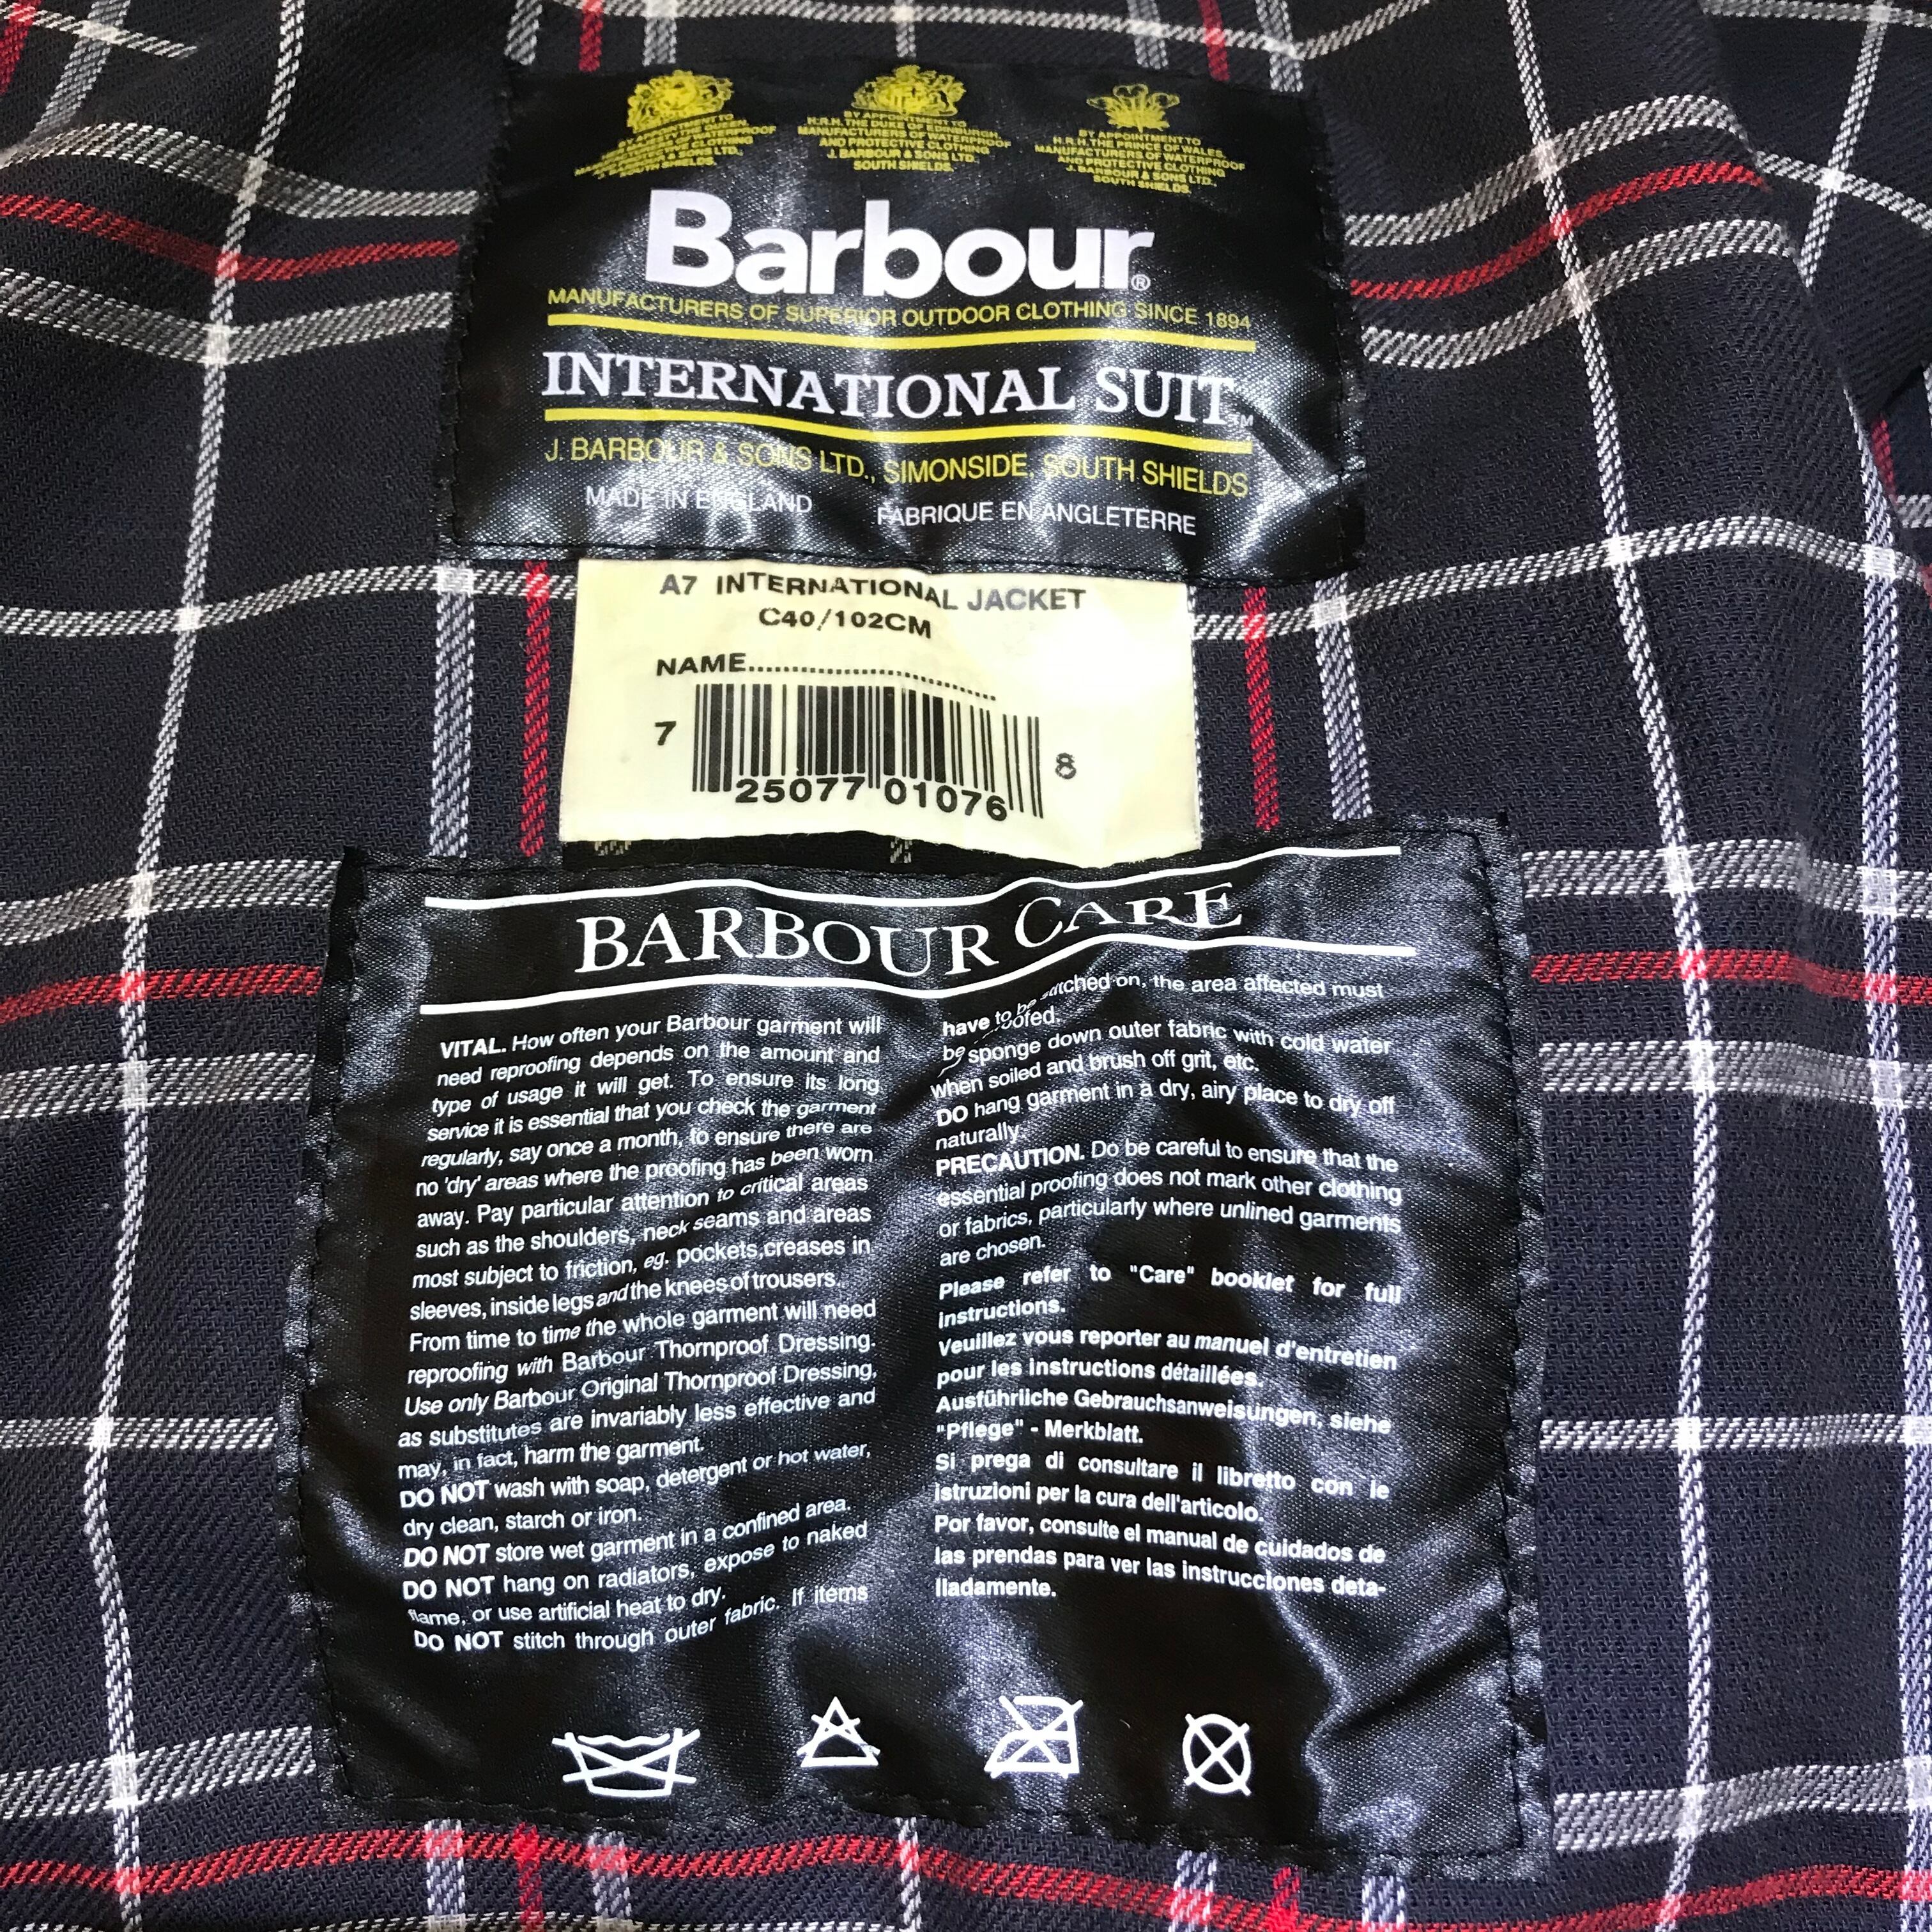 BY APPOINTMENT TO
H.R.H. THE DUKE OF EDINBURGH
MANUFACTURERS OF WATERPROOF
AND PROTECTIVE CLOTHING
J. BARBOUR & SONS LTD.
SOUTH SHIELDS.
BY APPOINTMENT TO
H.R.H. THE PRINCE OF WALES
MANUFACTURERS OF WATERPROOF
AND PROTECTIVE CLOTHING
J. BARBOUR & SONS LTD.,
SOUTH SHIELDS.
Barbour®
MANUFACTURERS OF SUPERIOR OUTDOOR CLOTHING SINCE 1894
INTERNATIONAL SUIT
J. BARBOUR & SONS LTD., SIMONSIDE, SOUTH SHIELDS
MADE IN ENGLAND FABRIQUE EN ANGLETERRE
A7 INTERNATIONAL JACKET
C40/102CM
NAME..............................
7 25077 01076 8
BARBOUR CARE
VITAL. How often your Barbour garment will
need reproofing depends on the amount and
type of usage it will get. To ensure its long
service it is essential that you check the garment
regularly, say once a month, to ensure there are
no 'dry' areas where the proofing has been worn
away. Pay particular attention to critical areas
such as the shoulders, neck seams and areas
most subject to friction, eg. pockets,creases in
sleeves, inside legs and the knees of trousers.
From time to time the whole garment will need
reproofing with Barbour Thornproof Dressing.
Use only Barbour Original Thornproof Dressing,
as substitutes are invariably less effective and
may, in fact, harm the garment.
DO NOT wash with soap, detergent or hot water,
dry clean, starch or iron.
DO NOT store wet garment in a confined area.
DO NOT hang on radiators, expose to naked
flame, or use artificial heat to dry.
DO NOT stitch through outer fabric. If items
have to be stitched on, the area affected must
be
sponge down outer fabric with cold water
when soiled and brush off grit, etc.
DO hang garment in a dry, airy place to dry off
naturally.
PRECAUTION. Do be careful to ensure that the
essential proofing does not mark other clothing
or fabrics, particularly where unlined garments
are chosen.
Please refer to "Care" booklet for full
instructions.
Veuillez vous reporter au manuel d'entretien
pour les instructions détaillées.
Ausführliche Gebrauchsanweisungen, siehe
"Pflege" - Merkblatt.
Si prega di consultare il libretto con le
istruzioni per la cura dell'articolo.
Por favor, consulte el manual de cuidados de
las prendas para ver las instrucciones deta-
lladamente.